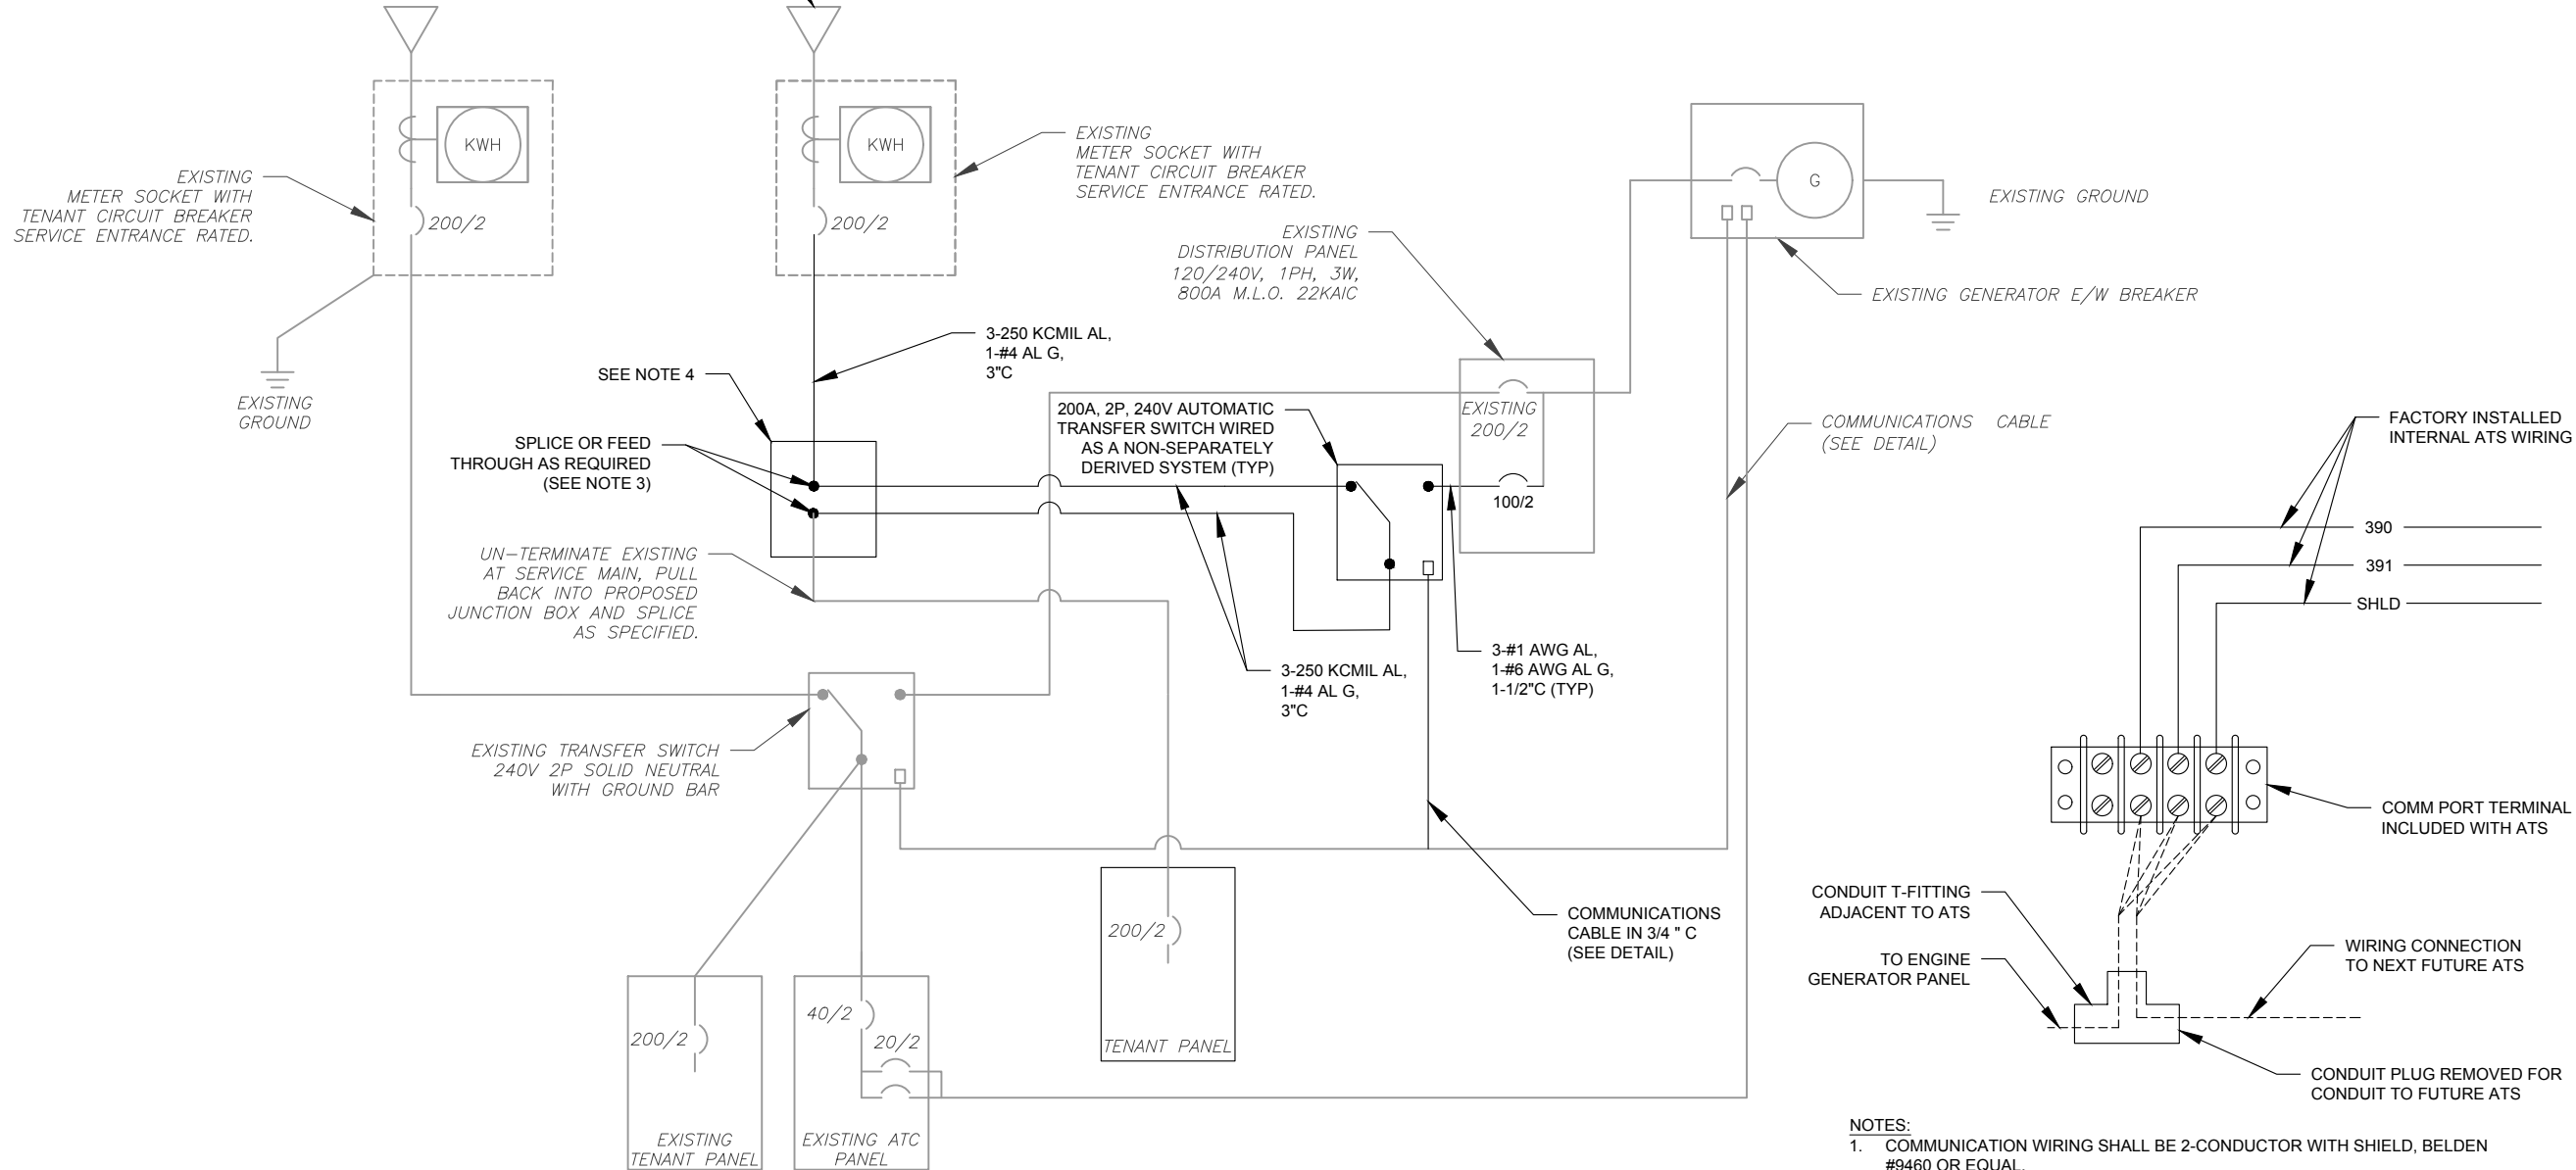 KWH
KWH
G
EXISTING
METER SOCKET WITH
TENANT CIRCUIT BREAKER
SERVICE ENTRANCE RATED.
200/2
EXISTING
GROUND
EXISTING
METER SOCKET WITH
TENANT CIRCUIT BREAKER
SERVICE ENTRANCE RATED.
200/2
EXISTING
DISTRIBUTION PANEL
120/240V, 1PH, 3W,
800A M.L.O. 22KAIC
EXISTING GROUND
EXISTING GENERATOR E/W BREAKER
3-250 KCMIL AL,
1-#4 AL G,
3"C
SEE NOTE 4
SPLICE OR FEED
THROUGH AS REQUIRED
(SEE NOTE 3)
200A, 2P, 240V AUTOMATIC
TRANSFER SWITCH WIRED
AS A NON-SEPARATELY
DERIVED SYSTEM (TYP)
EXISTING
200/2
100/2
COMMUNICATIONS CABLE
(SEE DETAIL)
FACTORY INSTALLED
INTERNAL ATS WIRING
390
391
SHLD
UN-TERMINATE EXISTING
AT SERVICE MAIN, PULL
BACK INTO PROPOSED
JUNCTION BOX AND SPLICE
AS SPECIFIED.
3-250 KCMIL AL,
1-#4 AL G,
3"C
3-#1 AWG AL,
1-#6 AWG AL G,
1-1/2"C (TYP)
EXISTING TRANSFER SWITCH
240V 2P SOLID NEUTRAL
WITH GROUND BAR
COMM PORT TERMINAL
INCLUDED WITH ATS
CONDUIT T-FITTING
ADJACENT TO ATS
COMMUNICATIONS
CABLE IN 3/4 " C
(SEE DETAIL)
TO ENGINE
GENERATOR PANEL
WIRING CONNECTION
TO NEXT FUTURE ATS
200/2
TENANT PANEL
200/2
EXISTING
TENANT PANEL
40/2
20/2
EXISTING ATC
PANEL
CONDUIT PLUG REMOVED FOR
CONDUIT TO FUTURE ATS
NOTES:
1. COMMUNICATION WIRING SHALL BE 2-CONDUCTOR WITH SHIELD, BELDEN
#9460 OR EQUAL.